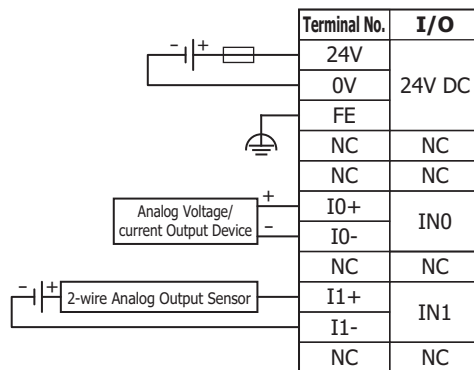 Terminal No. I/O
24V
0V 24V DC
FE
NC NC
NC NC
Analog Voltage/
current Output Device
+
–
I0+
I0-
IN0
NC NC
2-wire Analog Output Sensor
I1+
I1-
IN1
NC NC
– +
– +